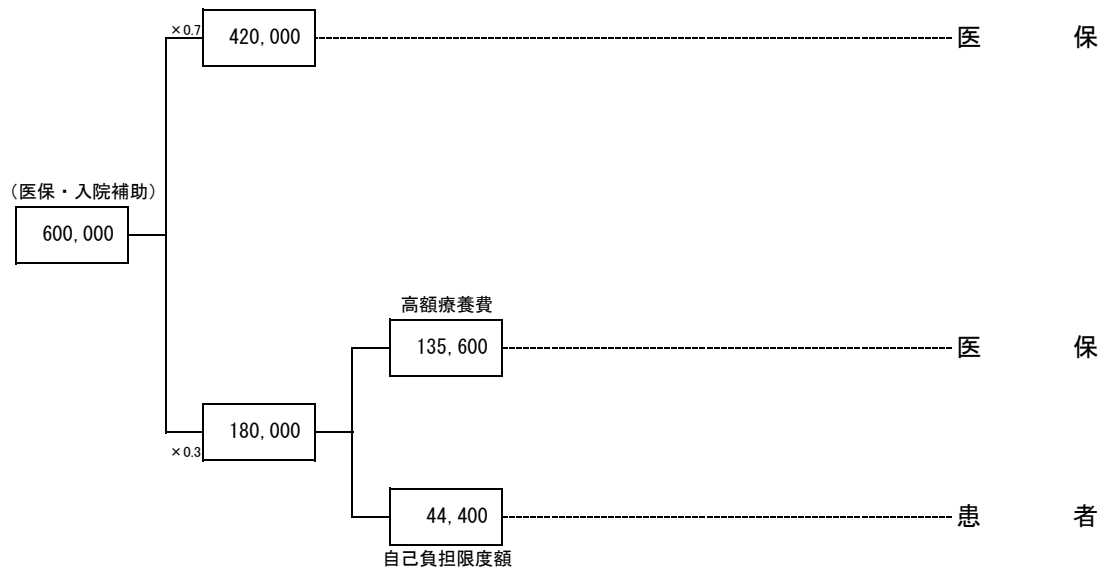 ×0.7
420,000
医 保
(医保・入院補助)
600,000
高額療養費
135,600
医 保
×0.3
180,000
44,400
患 者
自己負担限度額